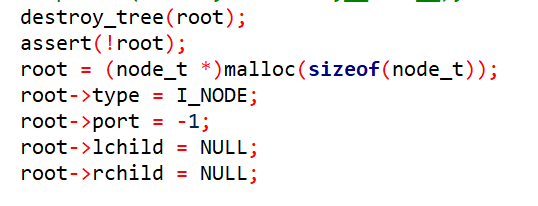 destroy_tree(root);
assert(!root);
root = (node_t *)malloc(sizeof(node_t));
root->type = I_NODE;
root->port = -1;
root->lchild = NULL;
root->rchild = NULL;